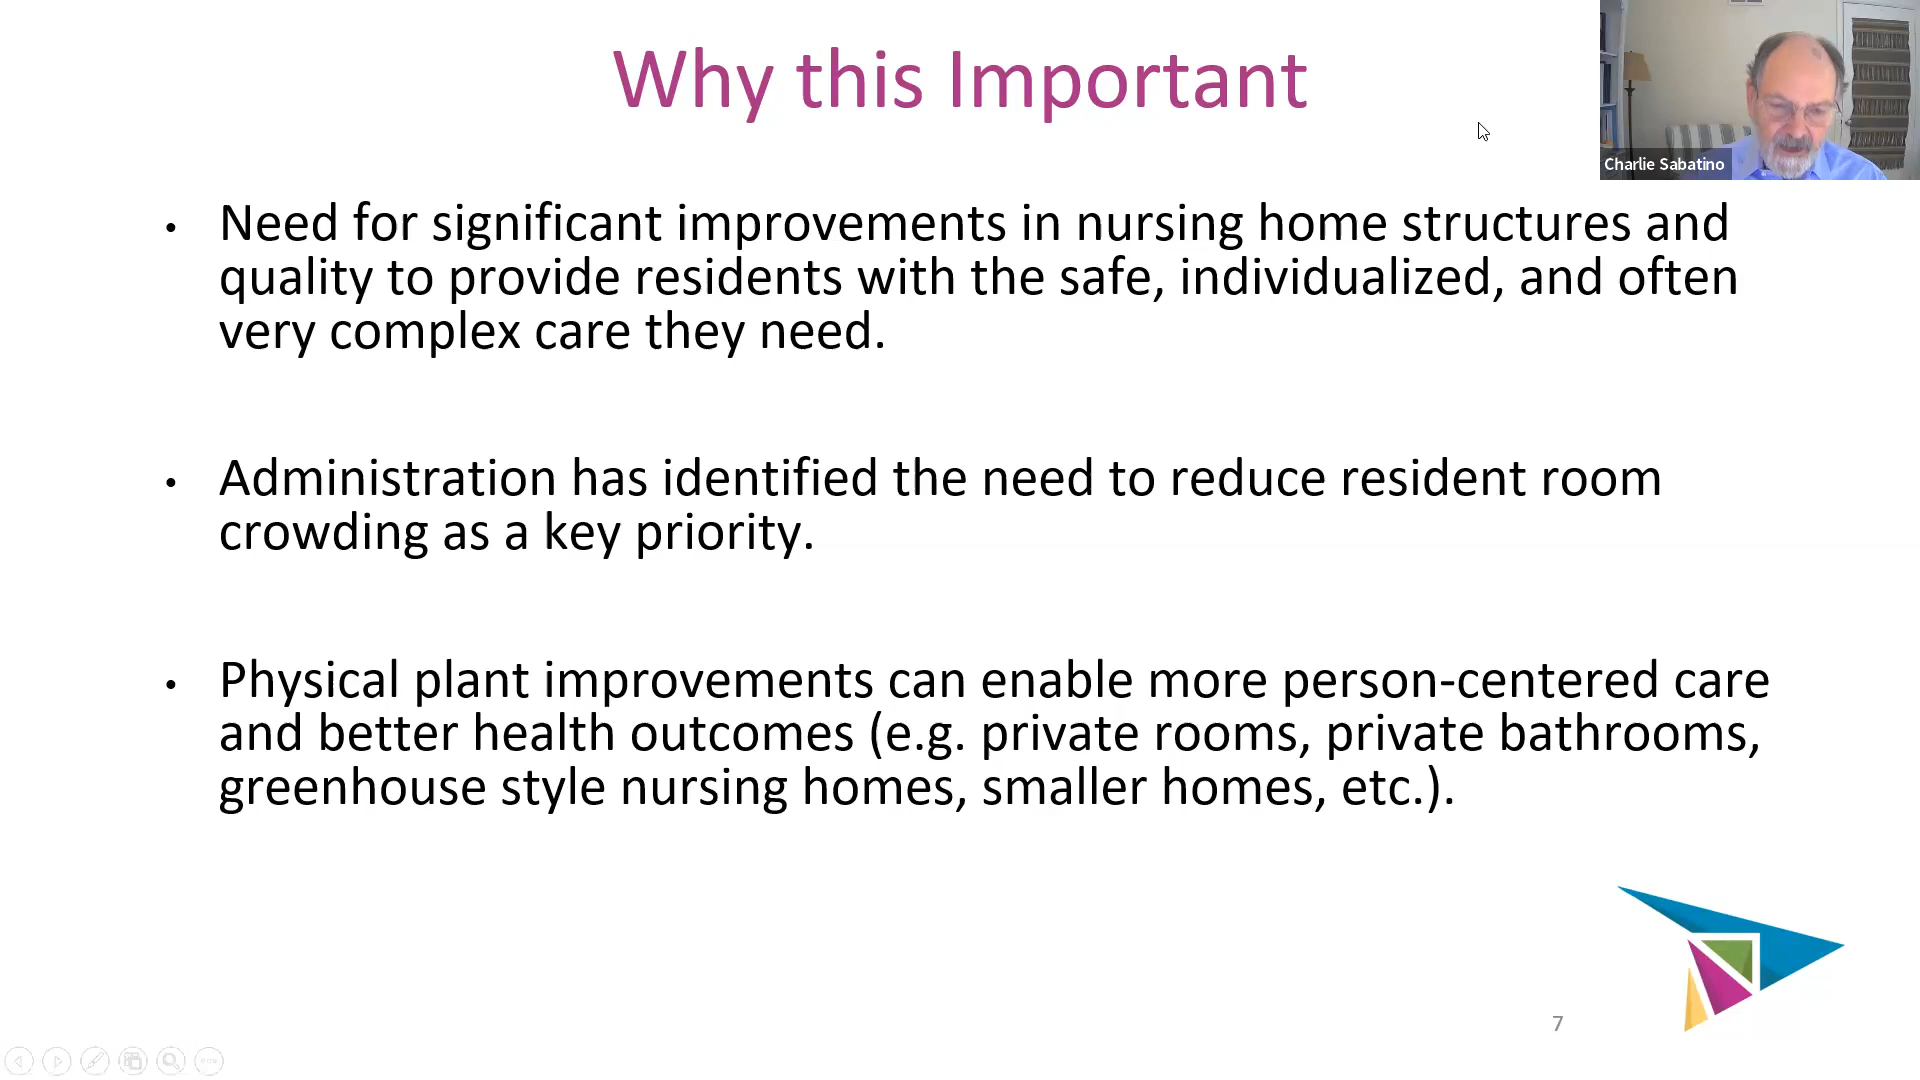 Why this Important
Charlie Sabatino
• Need for significant improvements in nursing home structures and
quality to provide residents with the safe, individualized, and often
very complex care they need.
• Administration has identified the need to reduce resident room
crowding as a key priority.
• Physical plant improvements can enable more person-centered care
and better health outcomes (e.g. private rooms, private bathrooms,
greenhouse style nursing homes, smaller homes, etc.).
7